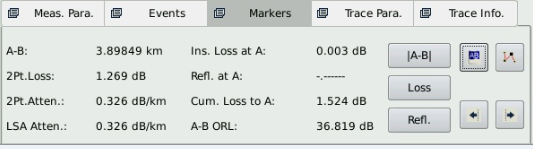 Meas. Para. Events Markers Trace Para. Trace Info.
A-B: 3.89849 km Ins. Loss at A: 0.003 dB |A-B|
2Pt.Loss: 1.269 dB Refl. at A: -.------
Loss
2Pt.Atten.: 0.326 dB/km Cum. Loss to A: 1.524 dB
LSA Atten.: 0.326 dB/km A-B ORL: 36.819 dB Refl.